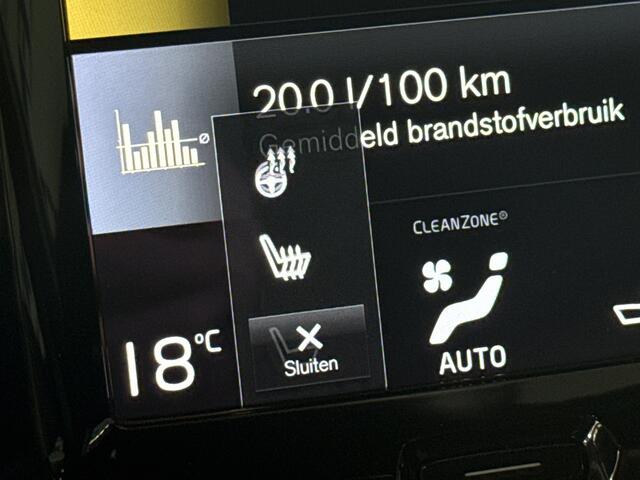 20.0 l/100 km
Gemiddeld brandstofverbruik
Ø
CLEANZONE®
18°C
Sluiten
AUTO